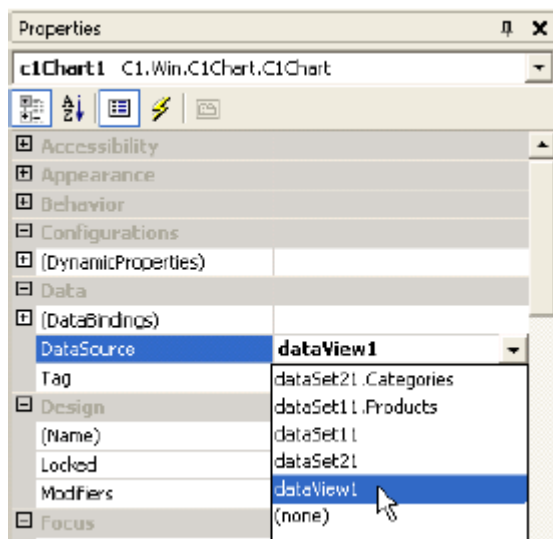 Properties
c1Chart1 C1.Win.C1Chart.C1Chart
Accessibility
Appearance
Behavior
Configurations
(DynamicProperties)
Data
(DataBindings)
DataSource dataView1
Tag dataSet21.Categories
Design dataSet11.Products
(Name) dataSet11
Locked dataSet21
Modifiers dataView1
Focus (none)